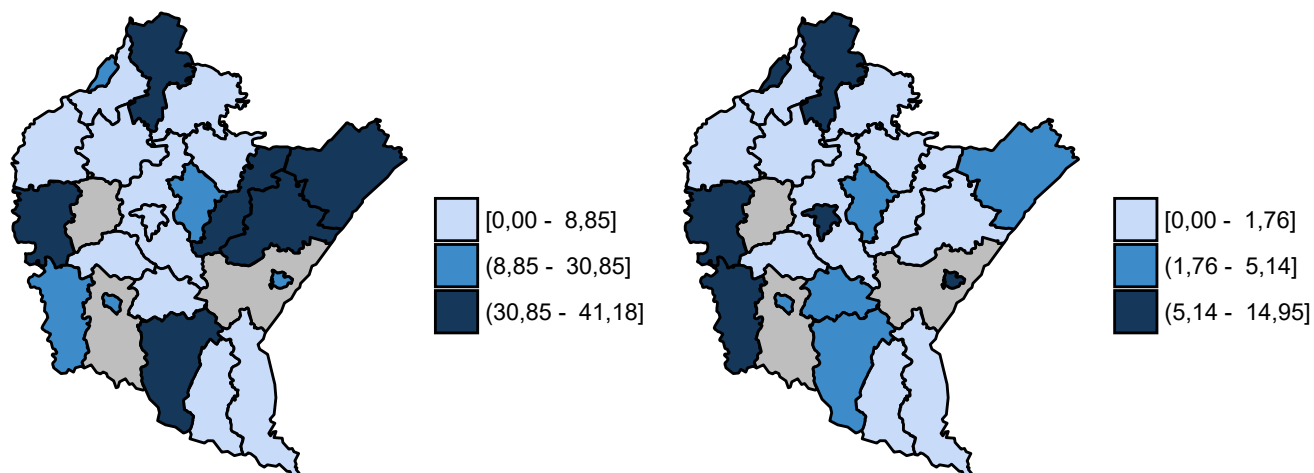 [0,00 - 8,85]
(8,85 - 30,85]
(30,85 - 41,18]
[0,00 - 1,76]
(1,76 - 5,14]
(5,14 - 14,95]